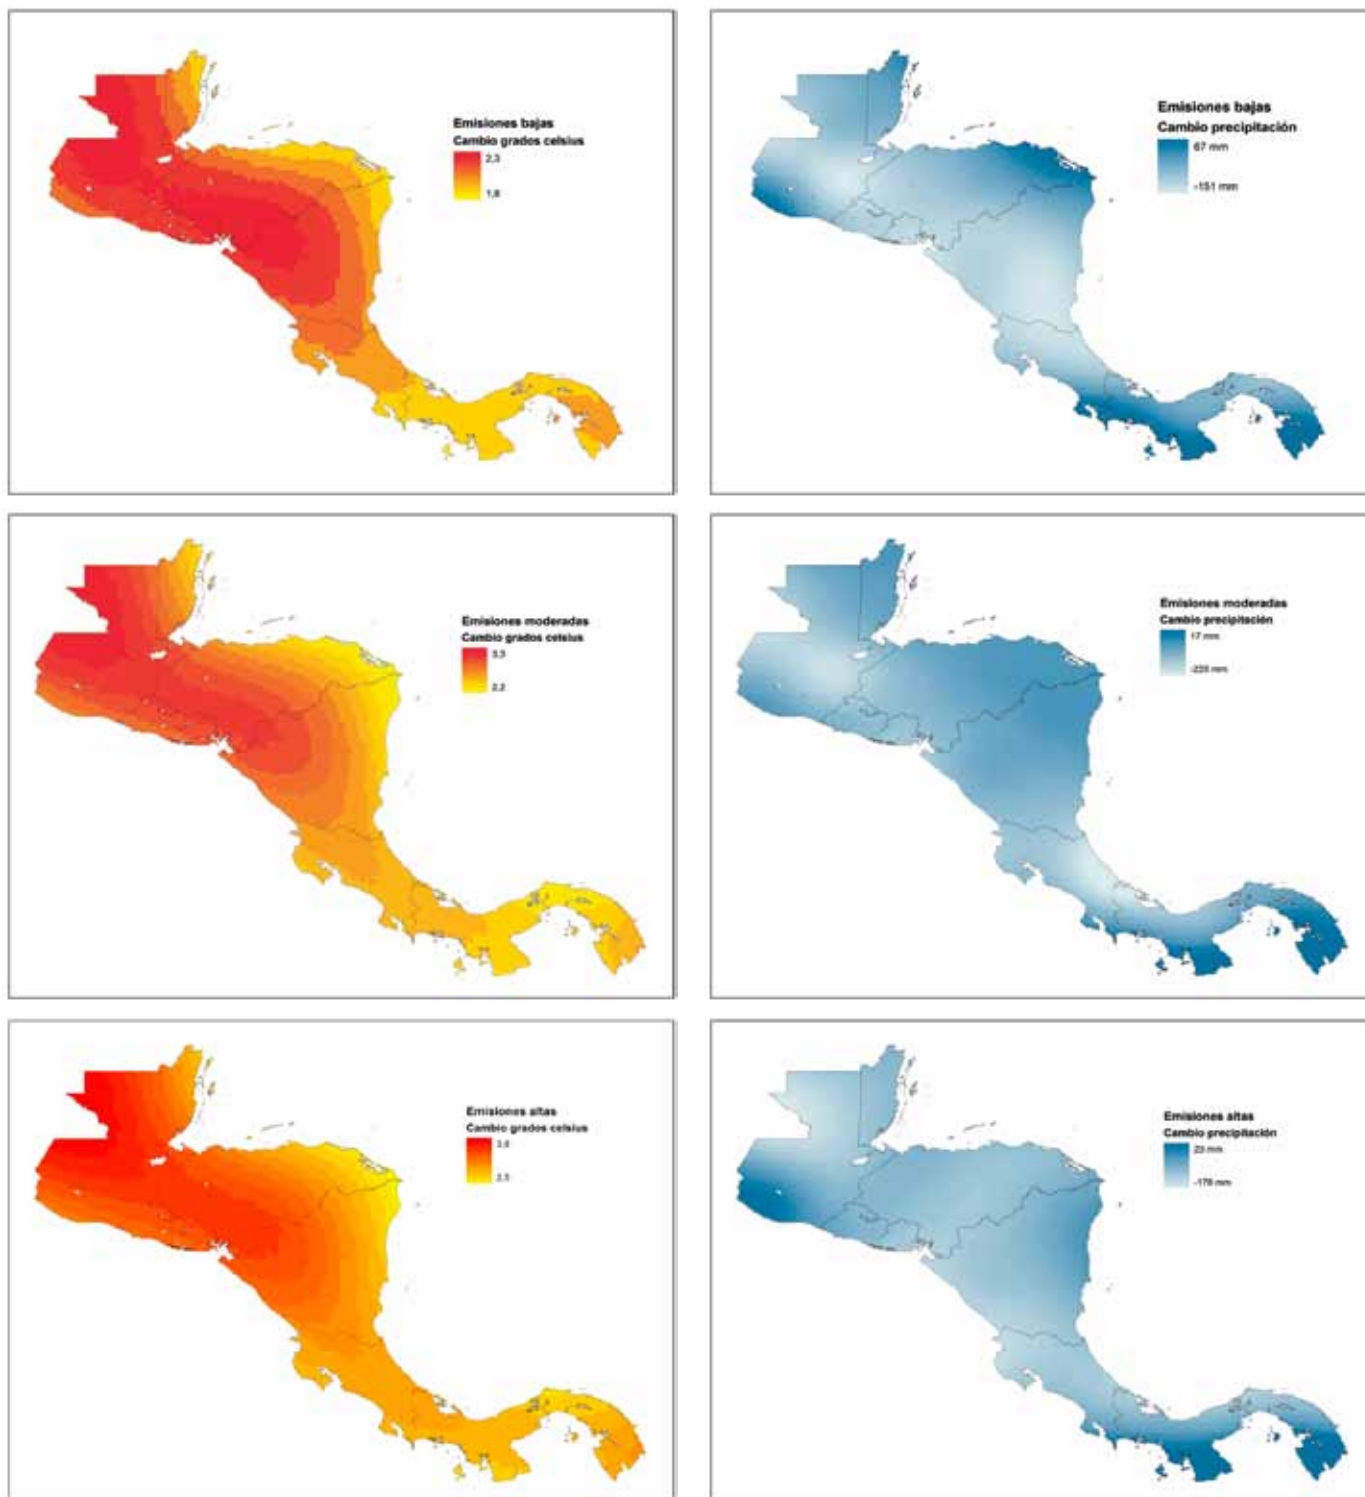 Emisiones bajas
Cambio grados celsius
2,3
1,8
Emisiones bajas
Cambio precipitación
67 mm
-151 mm
Emisiones moderadas
Cambio grados celsius
3,3
2,2
Emisiones moderadas
Cambio precipitación
17 mm
Emisiones altas
Cambio grados celsius
Emisiones altas
Cambio precipitación
23 mm